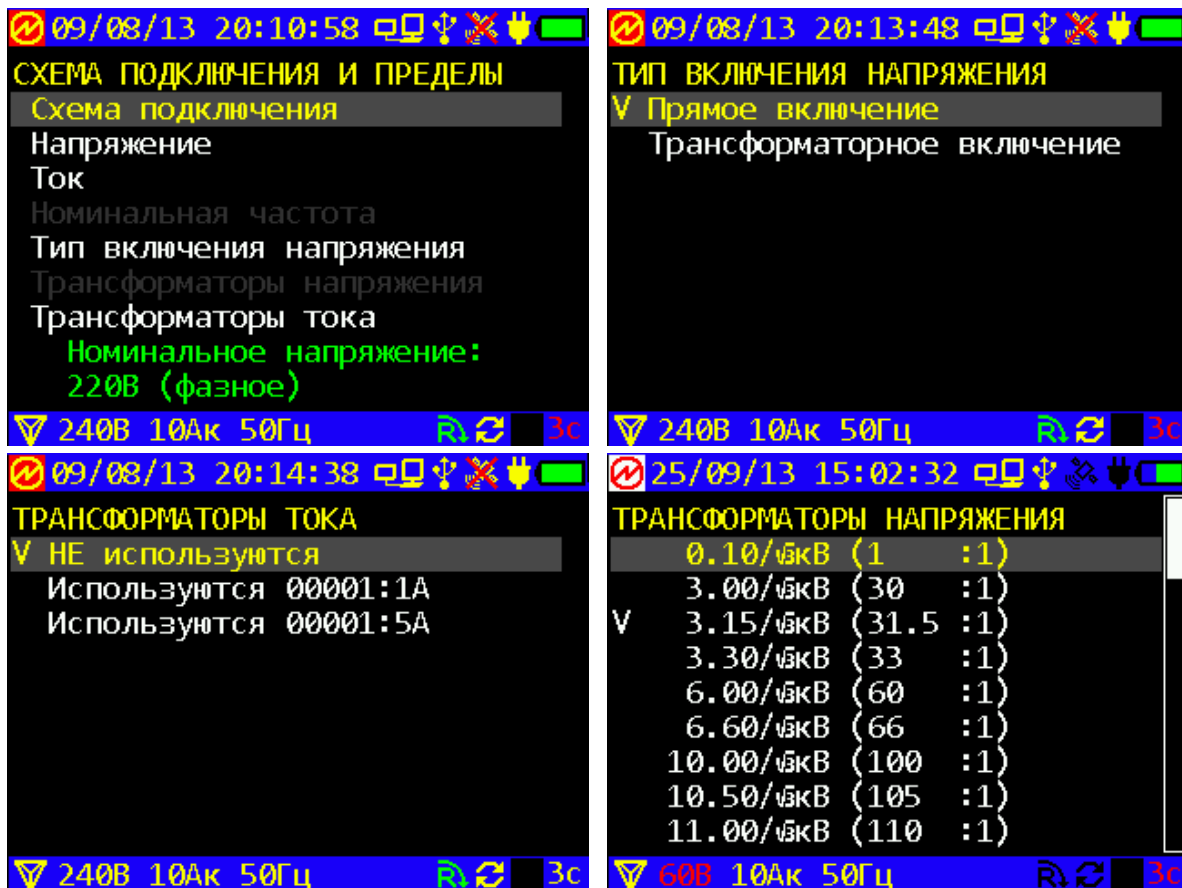 09/08/13 20:10:58
СХЕМА ПОДКЛЮЧЕНИЯ И ПРЕДЕЛЫ
Схема подключения
Напряжение
Ток
Номинальная частота
Тип включения напряжения
Трансформаторы напряжения
Трансформаторы тока
Номинальное напряжение:
220В (фазное)
240В 10Ак 50Гц R 3с
09/08/13 20:13:48
ТИП ВКЛЮЧЕНИЯ НАПРЯЖЕНИЯ
V Прямое включение
Трансформаторное включение
240В 10Ак 50Гц R 3с
09/08/13 20:14:38
ТРАНСФОРМАТОРЫ ТОКА
V НЕ используются
Используются 00001:1А
Используются 00001:5А
240В 10Ак 50Гц R 3с
25/09/13 15:02:32
ТРАНСФОРМАТОРЫ НАПРЯЖЕНИЯ
0.10/√3кВ (1 :1)
3.00/√3кВ (30 :1)
V 3.15/√3кВ (31.5 :1)
3.30/√3кВ (33 :1)
6.00/√3кВ (60 :1)
6.60/√3кВ (66 :1)
10.00/√3кВ (100 :1)
10.50/√3кВ (105 :1)
11.00/√3кВ (110 :1)
60В 10Ак 50Гц R 3с